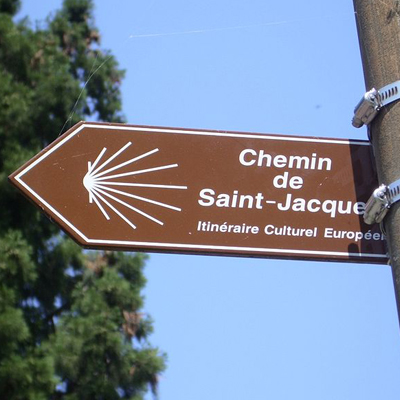 Chemin
de
Saint-Jacque
Itinéraire Culturel Européen